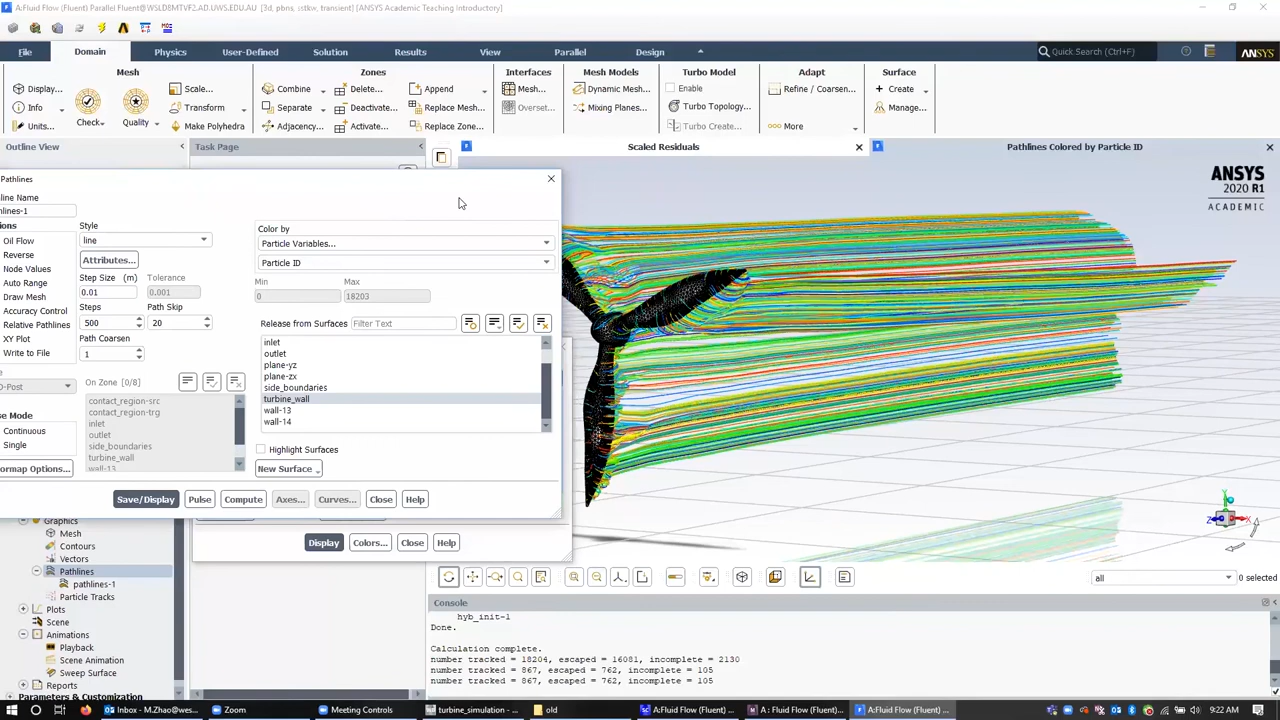 A:Fluid Flow (Fluent) Parallel Fluent@WSLD8MTVF2.AD.UWS.EDU.AU [3d, pbns, sstkw, transient] [ANSYS Academic Teaching Introductory]
File Domain Physics User-Defined Solution Results View Parallel Design Quick Search (Ctrl+F) ANSYS
Mesh Zones Interfaces Mesh Models Turbo Model Adapt Surface
Display... Scale... Combine Delete... Append Mesh... Dynamic Mesh... Enable Refine / Coarsen... Create
Info Transform Separate Deactivate... Replace Mesh... Overset... Mixing Planes... Turbo Topology... Manage...
Units... Check Quality Make Polyhedra Adjacency... Activate... Replace Zone... Turbo Create... More
Outline View Task Page Scaled Residuals Pathlines Colored by Particle ID
Pathlines
line Name
hlines-1
ions
Oil Flow
Reverse
Node Values
Auto Range
Draw Mesh
Accuracy Control
Relative Pathlines
XY Plot
Write to File
D-Post
se Mode
Continuous
Single
ormap Options...
Style
line
Attributes...
Step Size (m) Tolerance
0.01 0.001
Steps Path Skip
500 20
Path Coarsen
1
On Zone [0/8]
contact_region-src
contact_region-trg
inlet
outlet
side_boundaries
turbine_wall
wall-13
Color by
Particle Variables...
Particle ID
Min Max
0 18203
Release from Surfaces Filter Text
inlet
outlet
plane-yz
plane-zx
side_boundaries
turbine_wall
wall-13
wall-14
Highlight Surfaces
New Surface
Save/Display Pulse Compute Axes... Curves... Close Help
Display Colors... Close Help
Graphics
Mesh
Contours
Vectors
Pathlines
pathlines-1
Particle Tracks
Plots
Scene
Animations
Playback
Scene Animation
Sweep Surface
Reports
Parameters & Customization
ANSYS
2020 R1
ACADEMIC
Z
X
all 0 selected
Console
hyb_init-1
Done.
Calculation complete.
number tracked = 18204, escaped = 16081, incomplete = 2130
number tracked = 867, escaped = 762, incomplete = 105
number tracked = 867, escaped = 762, incomplete = 105
Inbox - M.Zhao@wes... Zoom Meeting Controls turbine_simulation - ... old A:Fluid Flow (Fluent) ... A : Fluid Flow (Fluen... A:Fluid Flow (Fluent) ... 9:22 AM